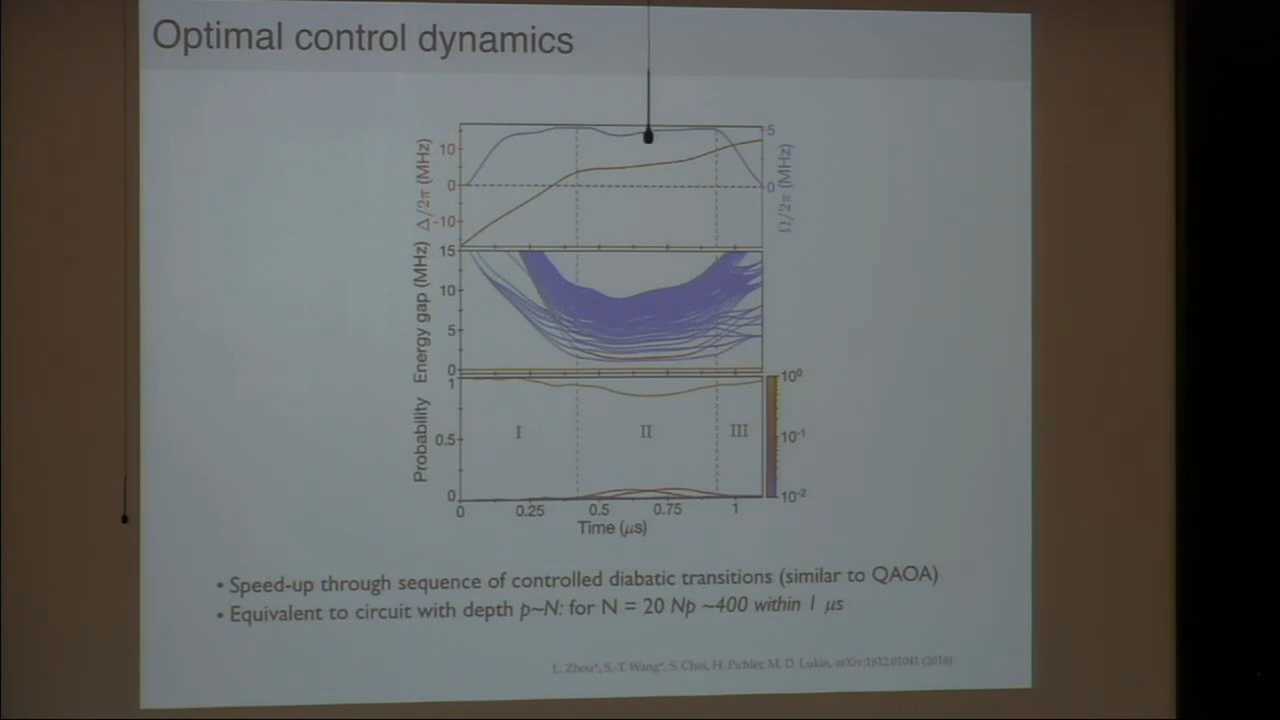 Optimal control dynamics
Δ/2π (MHz)
10
0
-10
5
0
Ω/2π (MHz)
Energy gap (MHz)
15
10
5
0
Probability
1
0.5
0
I
II
III
10⁰
10⁻¹
10⁻²
0
0.25
0.5
0.75
1
Time (μs)
• Speed-up through sequence of controlled diabatic transitions (similar to QAOA)
• Equivalent to circuit with depth p~N: for N = 20 Np ~400 within 1 μs
L. Zhou*, S.-T. Wang*, S. Choi, H. Pichler, M. D. Lukin, arXiv:1812.01041 (2018)